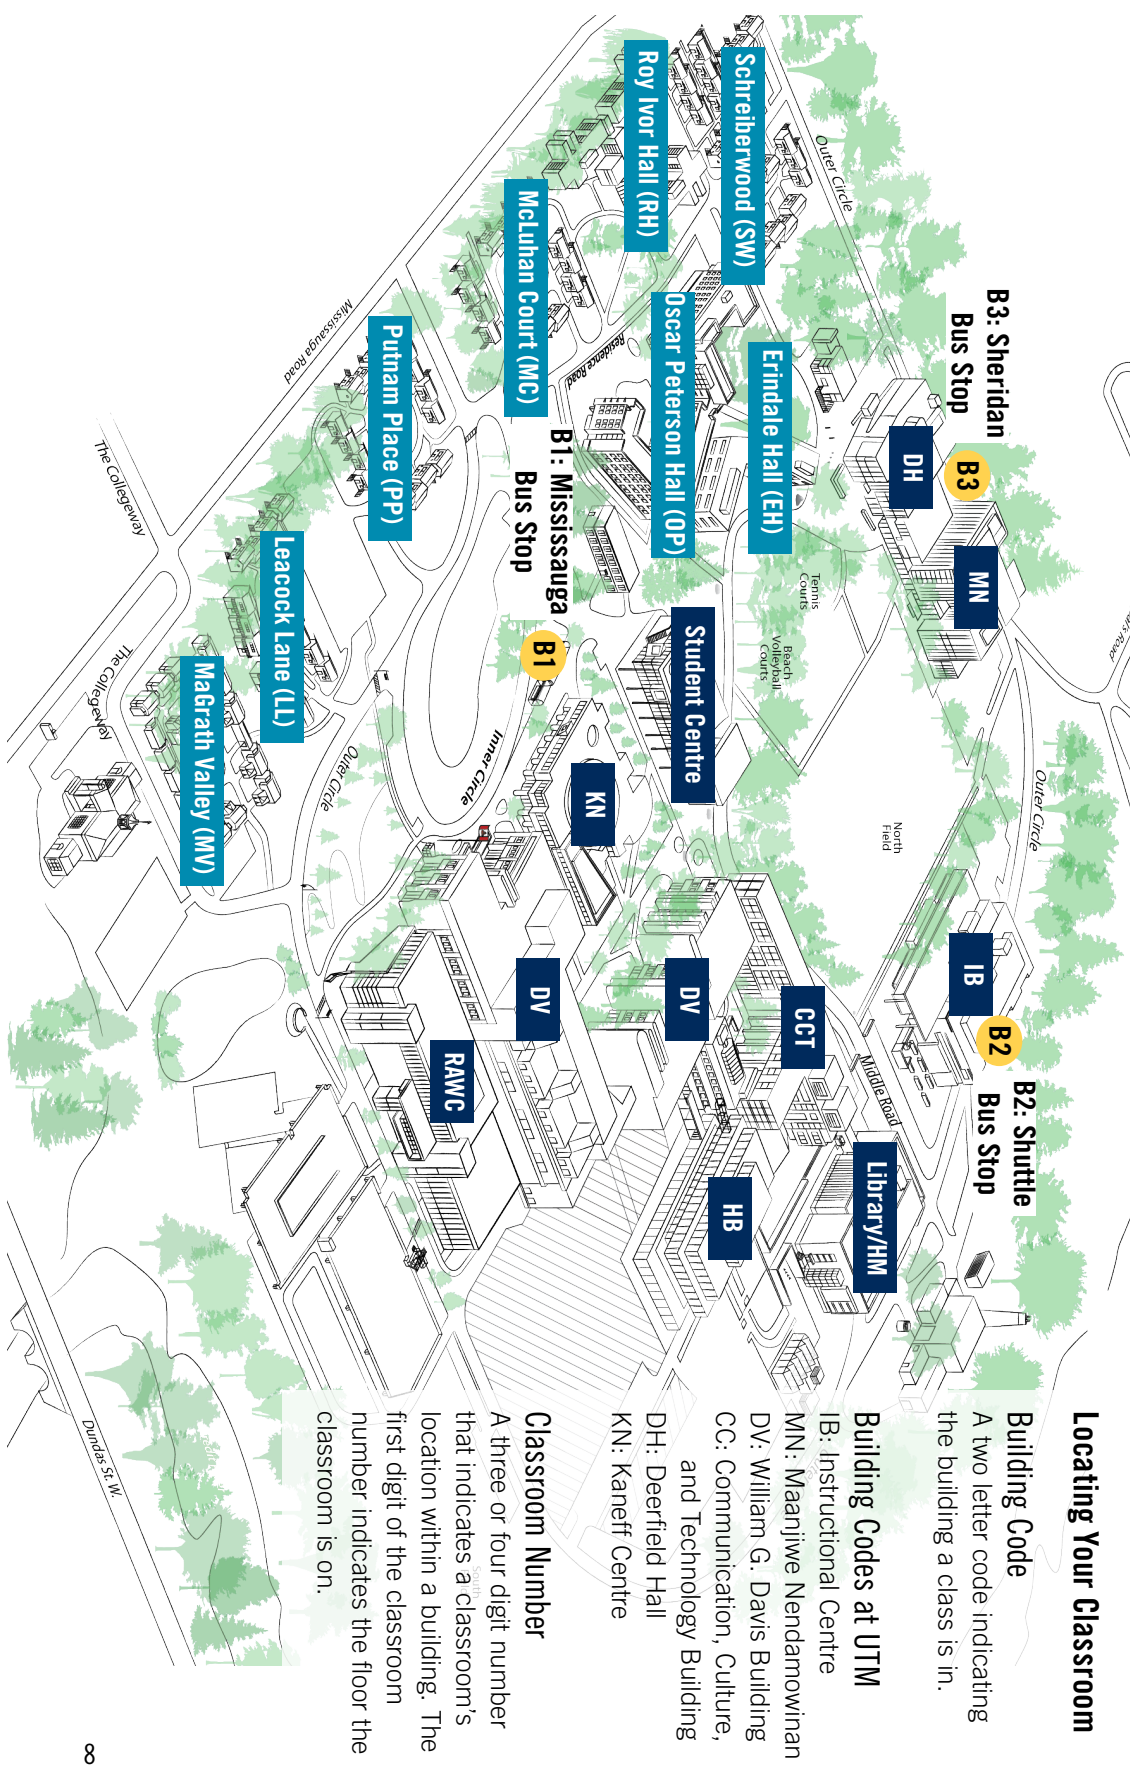 Locating Your Classroom
Building Code
A two letter code indicating
the building a class is in.
Building Codes at UTM
IB: Instructional Centre
MN: Maanjiwe Nendamowinan
DV: William G. Davis Building
CC: Communication, Culture,
and Technology Building
DH: Deerfield Hall
KN: Kaneff Centre
Classroom Number
A three or four digit number
that indicates a classroom's
location within a building. The
first digit of the classroom
number indicates the floor the
classroom is on.
B3: Sheridan
Bus Stop
B3
DH
MN
Outer Circle
Schreiberwood (SW)
Roy Ivor Hall (RH)
Erindale Hall (EH)
Oscar Peterson Hall (OP)
McLuhan Court (MC)
Residence Road
Putnam Place (PP)
Mississauga Road
B1: Mississauga
Bus Stop
B1
Tennis
Courts
Beach
Volleyball
Courts
Student Centre
KN
Inner Circle
Leacock Lane (LL)
MaGrath Valley (MV)
The Collegeway
The Collegeway
Outer Circle
Outer Circle
North
Field
IB
B2
B2: Shuttle
Bus Stop
Middle Road
CCT
DV
DV
RAWC
HB
Library/HM
Dundas St. W.
South
8